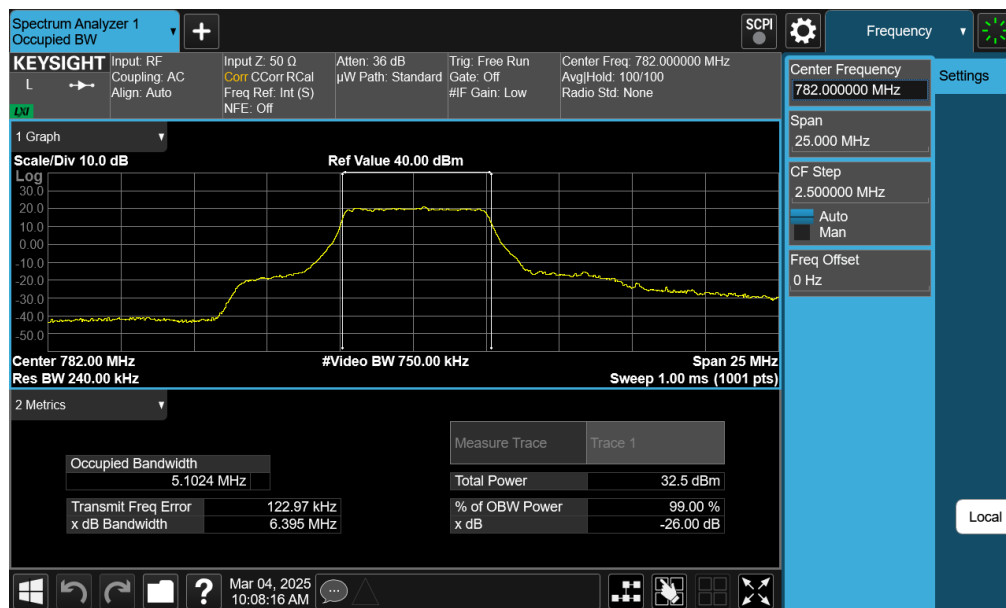 Spectrum Analyzer 1
Occupied BW
+
SCPI
Frequency
KEYSIGHT
L
LXI
Input: RF
Coupling: AC
Align: Auto
Input Z: 50 Ω
Corr CCorr RCal
Freq Ref: Int (S)
NFE: Off
Atten: 36 dB
µW Path: Standard
Trig: Free Run
Gate: Off
#IF Gain: Low
Center Freq: 782.000000 MHz
Avg|Hold: 100/100
Radio Std: None
Center Frequency
782.000000 MHz
Settings
Span
25.000 MHz
CF Step
2.500000 MHz
Auto
Man
Freq Offset
0 Hz
1 Graph
Scale/Div 10.0 dB
Ref Value 40.00 dBm
Log
30.0
20.0
10.0
0.00
-10.0
-20.0
-30.0
-40.0
-50.0
Center 782.00 MHz
#Video BW 750.00 kHz
Span 25 MHz
Res BW 240.00 kHz
Sweep 1.00 ms (1001 pts)
2 Metrics
Measure Trace
Trace 1
Occupied Bandwidth
5.1024 MHz
Total Power
32.5 dBm
Transmit Freq Error
122.97 kHz
% of OBW Power
99.00 %
x dB Bandwidth
6.395 MHz
x dB
-26.00 dB
Local
?
Mar 04, 2025
10:08:16 AM